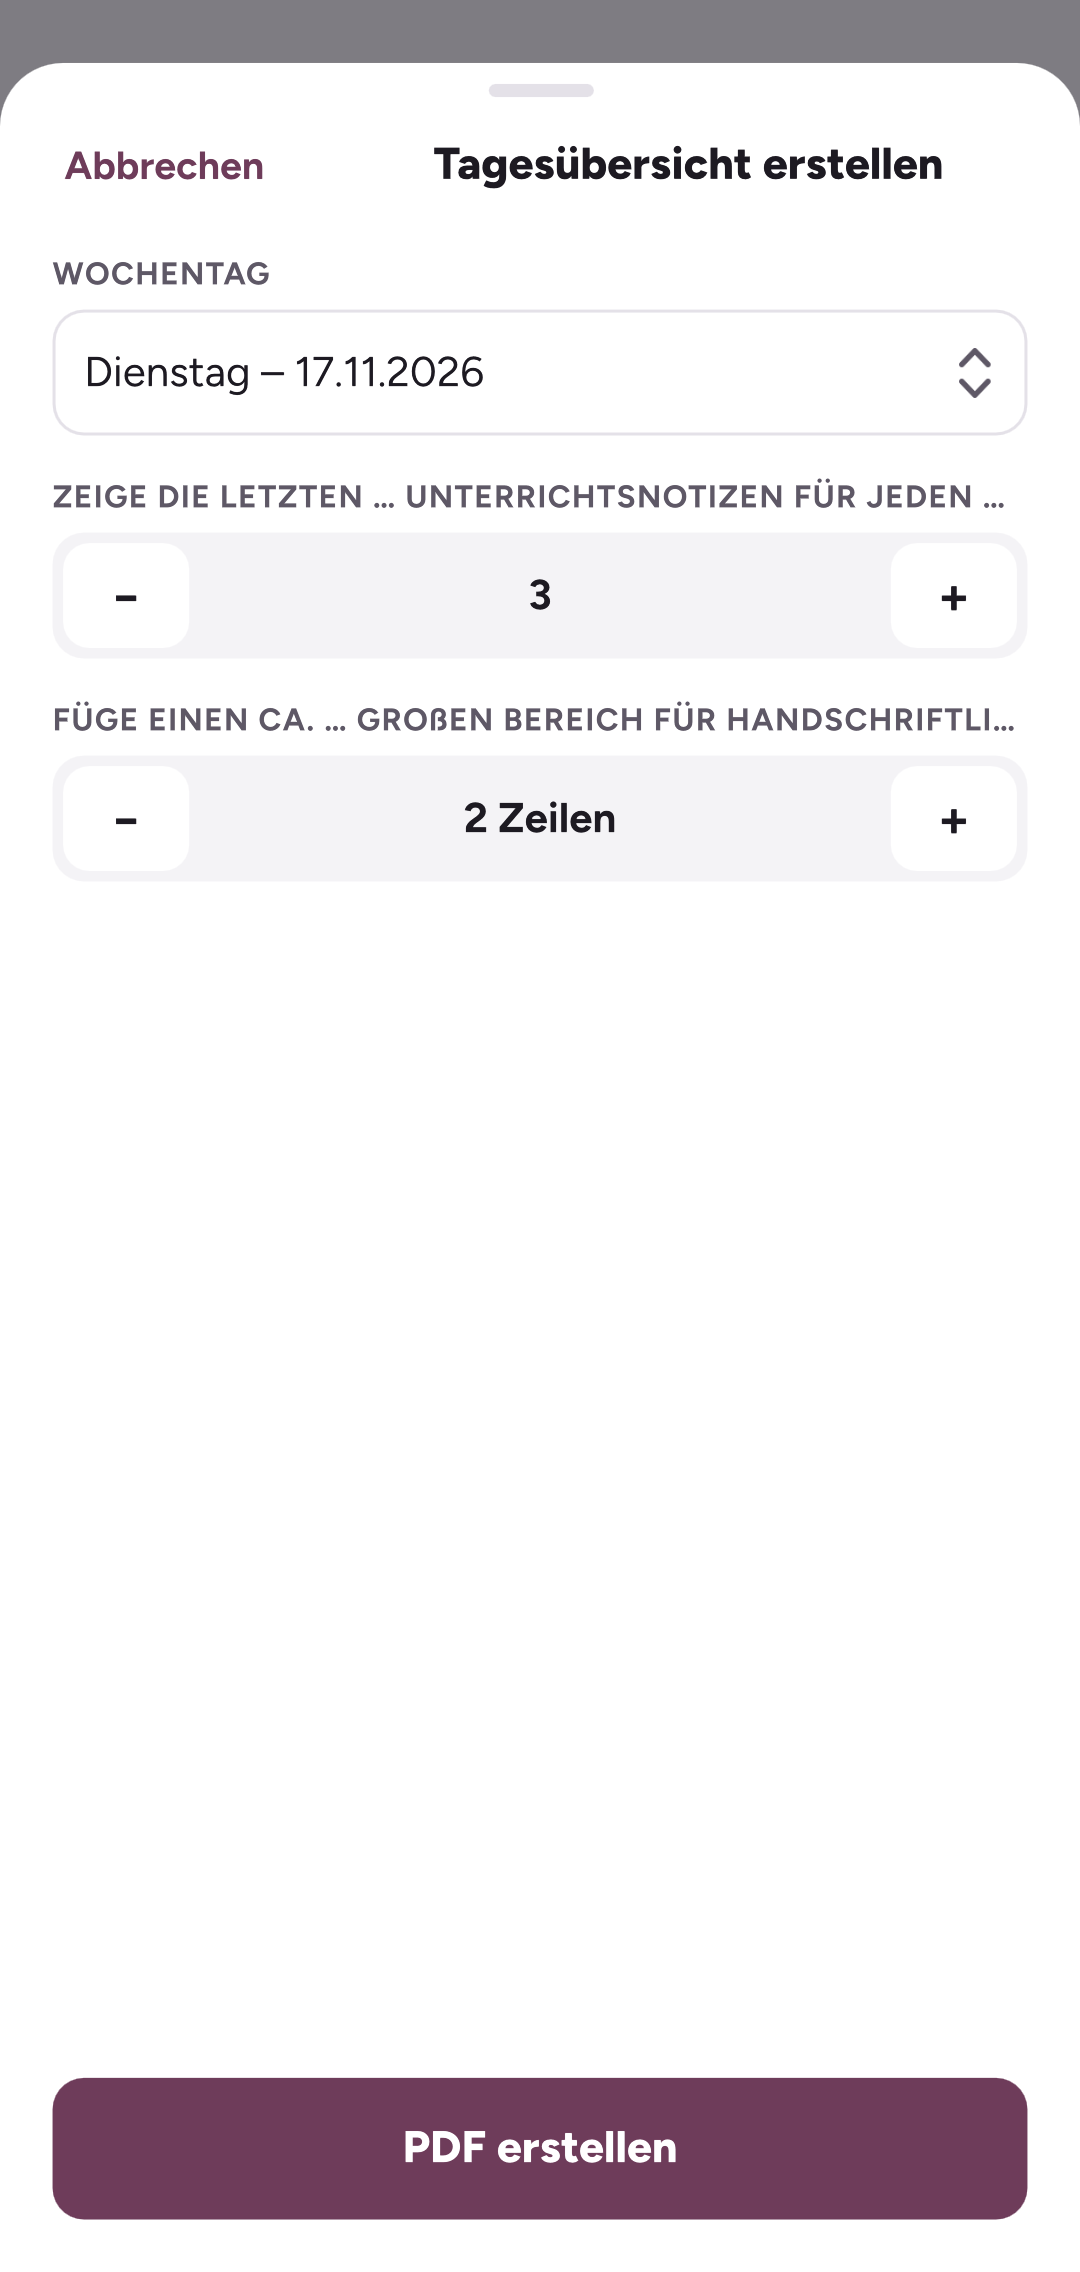 Abbrechen
Tagesübersicht erstellen
WOCHENTAG
Dienstag – 17.11.2026
ZEIGE DIE LETZTEN ... UNTERRICHTSNOTIZEN FÜR JEDEN ...
–
3
+
FÜGE EINEN CA. ... GROßEN BEREICH FÜR HANDSCHRIFTLI...
–
2 Zeilen
+
PDF erstellen